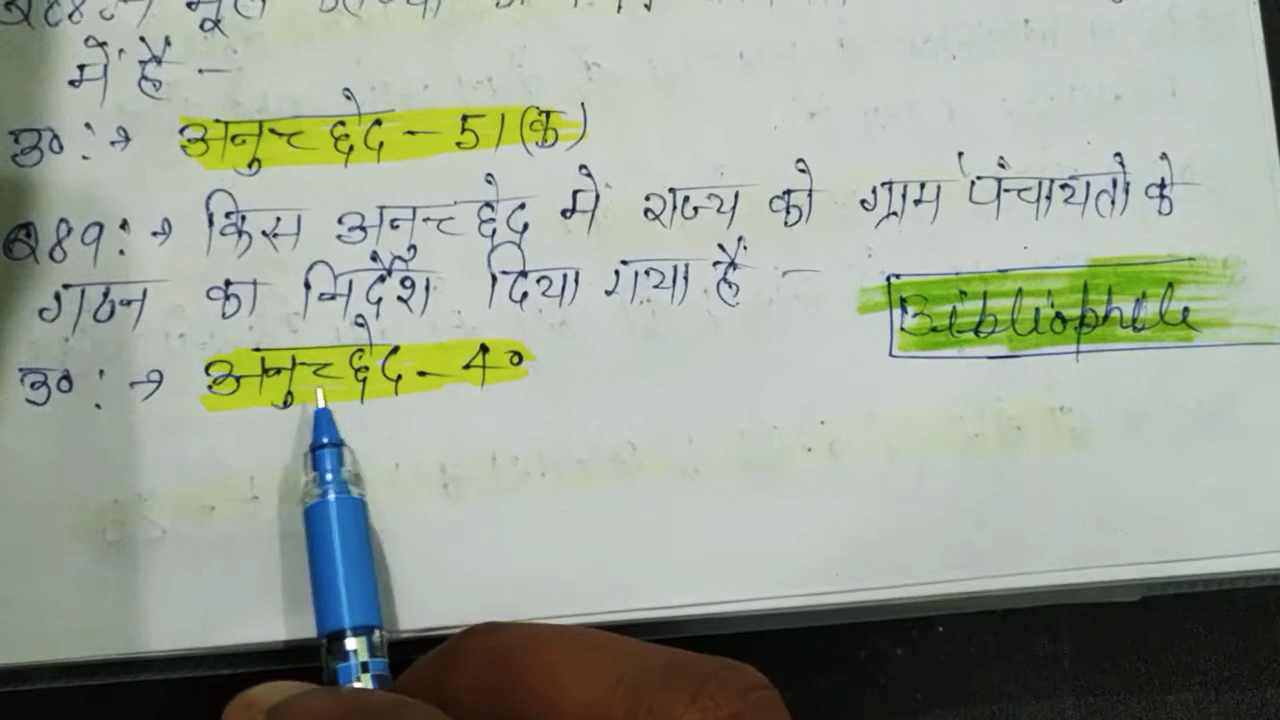 में है -
उ०:→ अनुच्छेद - 51(क)
Q89:→ किस अनुच्छेद में राज्य को ग्राम पंचायतो के
गठन का निर्देश दिया गया है -
Bibliophile
उ०:→ अनुच्छेद - 40